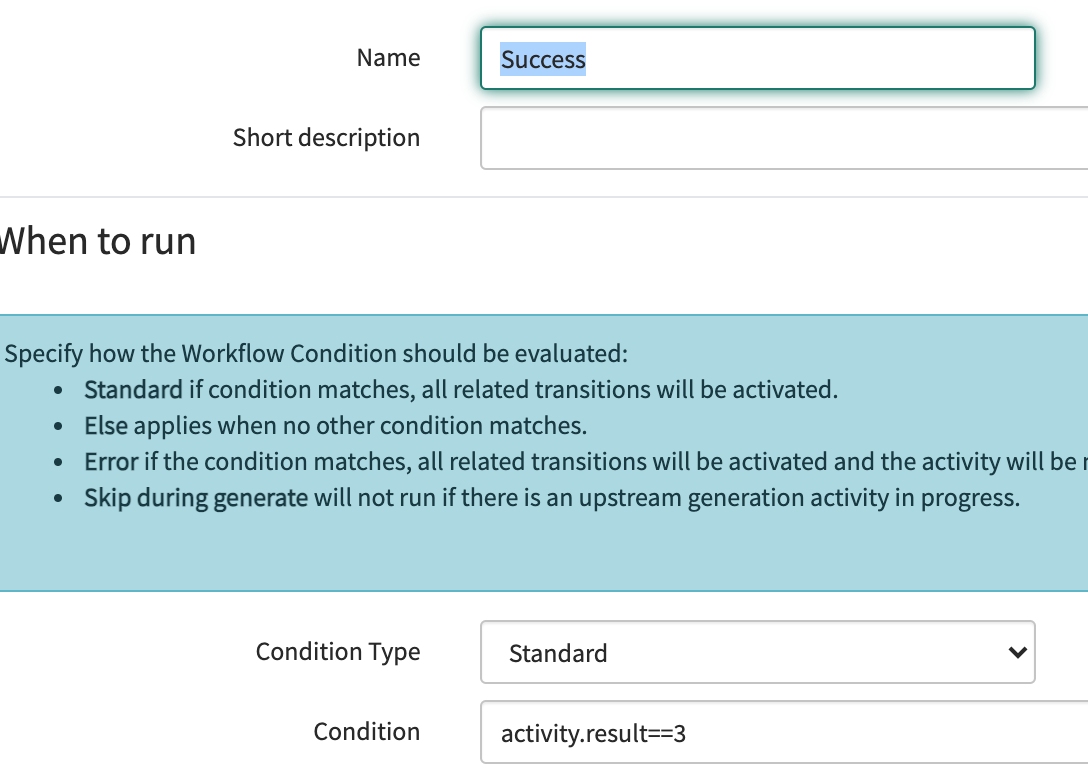 Name
Success
Short description
When to run
Specify how the Workflow Condition should be evaluated:
• Standard if condition matches, all related transitions will be activated.
• Else applies when no other condition matches.
• Error if the condition matches, all related transitions will be activated and the activity will be
• Skip during generate will not run if there is an upstream generation activity in progress.
Condition Type
Standard
Condition
activity.result==3